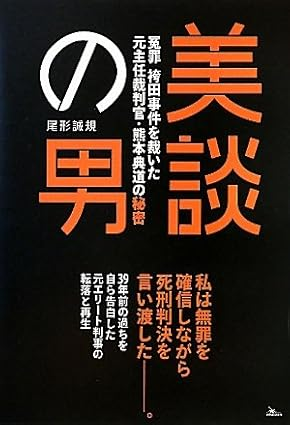 美談
の男
冤罪 袴田事件を裁いた
元主任裁判官・熊本典道の秘密
尾形誠規
私は無罪を
確信しながら
死刑判決を
言い渡した――。
39年前の過ちを
自ら告白した
元エリート判事の
転落と再生